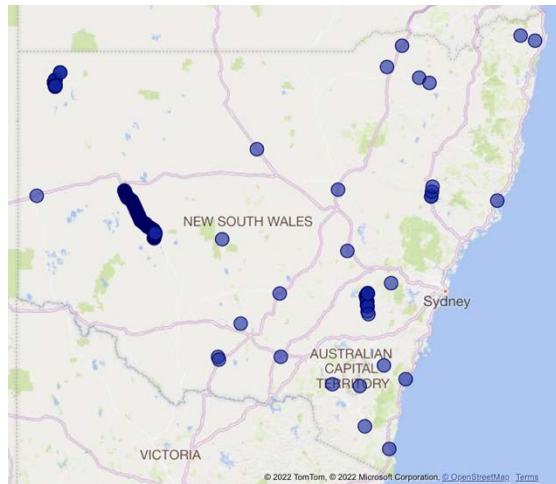 NEW SOUTH WALES
Sydney
AUSTRALIAN
CAPITAL
TERRITORY
VICTORIA
© 2022 TomTom, © 2022 Microsoft Corporation, © OpenStreetMap Terms